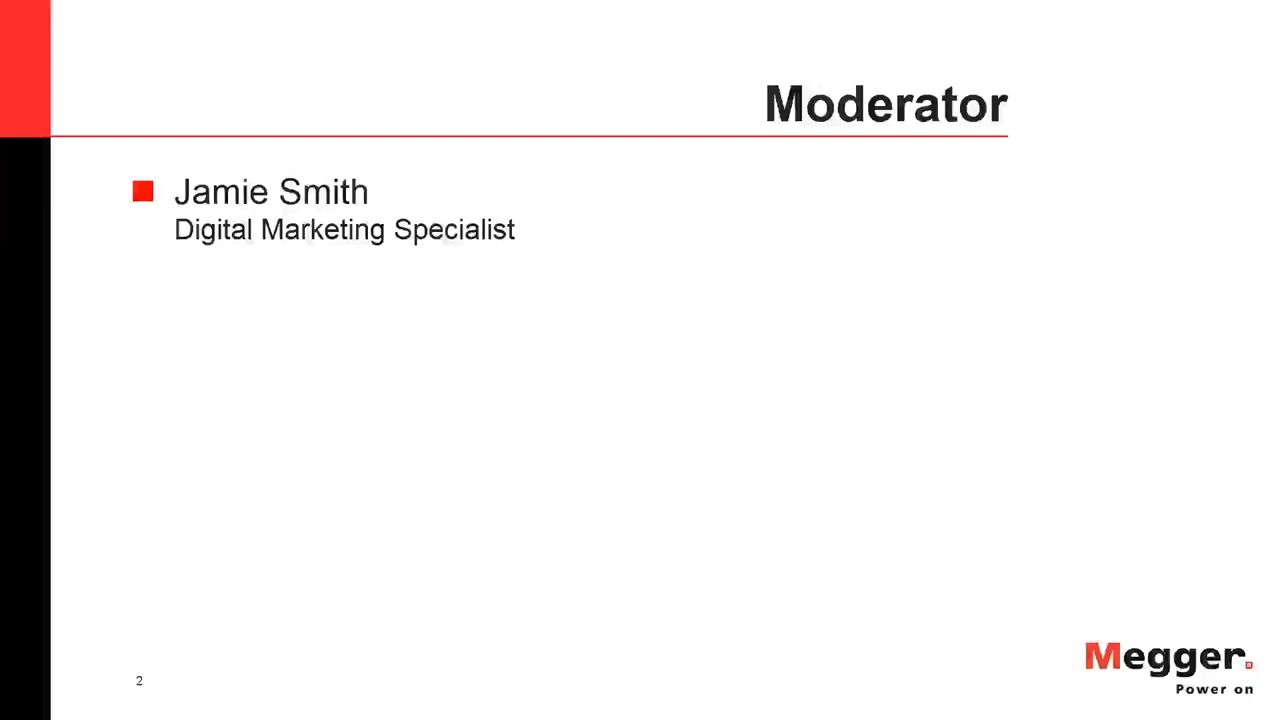 Moderator
Jamie Smith
Digital Marketing Specialist
2
Megger®
Power on